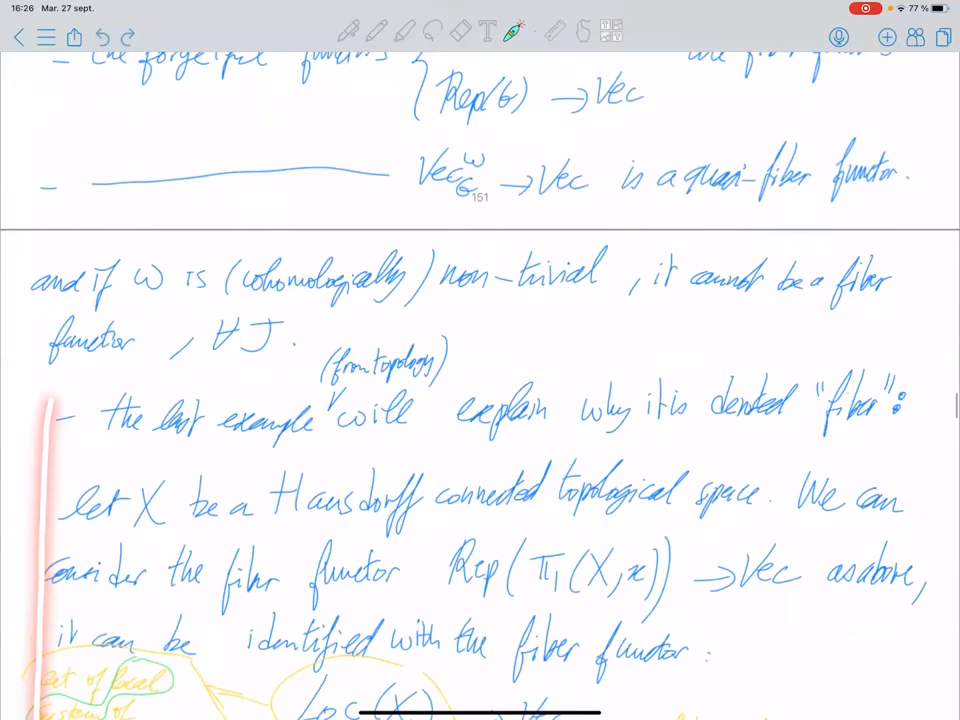 16:26 Mar. 27 sept. 77 %
- the forgetful functors
Rep(G) → Vec
- Vec_G^ω → Vec is a quasi-fiber functor.
151
and if ω is (cohomologically) non-trivial, it cannot be a fiber
functor, ∀ J.
(from topology)
- the last example will explain why it is denoted "fiber":
let X be a Hausdorff connected topological space. We can
consider the fiber functor Rep(π₁(X,x)) → Vec as above,
it can be identified with the fiber functor:
cat of local
system of
Loc(X)